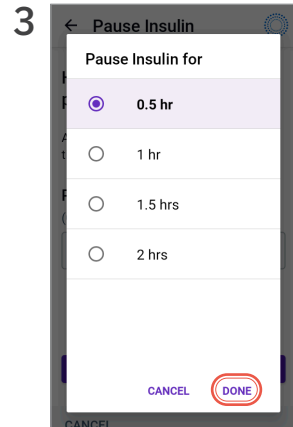 3
Pause Insulin
Pause Insulin for
0.5 hr
1 hr
1.5 hrs
2 hrs
CANCEL DONE
CANCEL